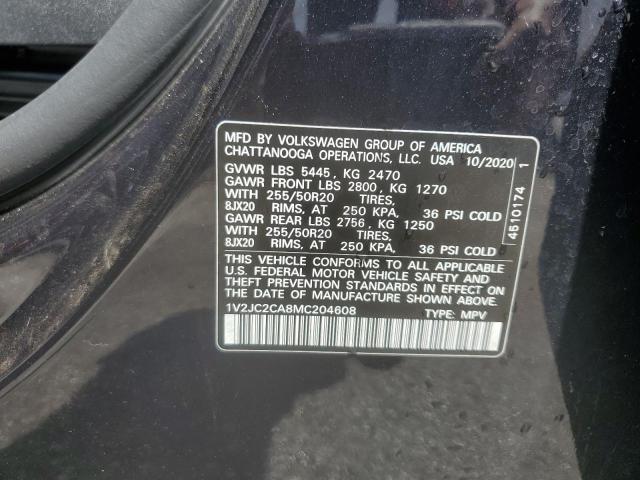 MFD BY VOLKSWAGEN GROUP OF AMERICA
CHATTANOOGA OPERATIONS, LLC. USA 10/2020
GVWR LBS 5445, KG 2470
GAWR FRONT LBS 2800, KG 1270
WITH 255/50R20 TIRES,
8JX20 RIMS, AT 250 KPA, 36 PSI COLD
GAWR REAR LBS 2756, KG 1250
WITH 255/50R20 TIRES,
8JX20 RIMS, AT 250 KPA, 36 PSI COLD
THIS VEHICLE CONFORMS TO ALL APPLICABLE
U.S. FEDERAL MOTOR VEHICLE SAFETY AND
THEFT PREVENTION STANDARDS IN EFFECT ON
THE DATE OF MANUFACTURE SHOWN ABOVE.
1V2JC2CA8MC204608 TYPE: MPV
4510174 1